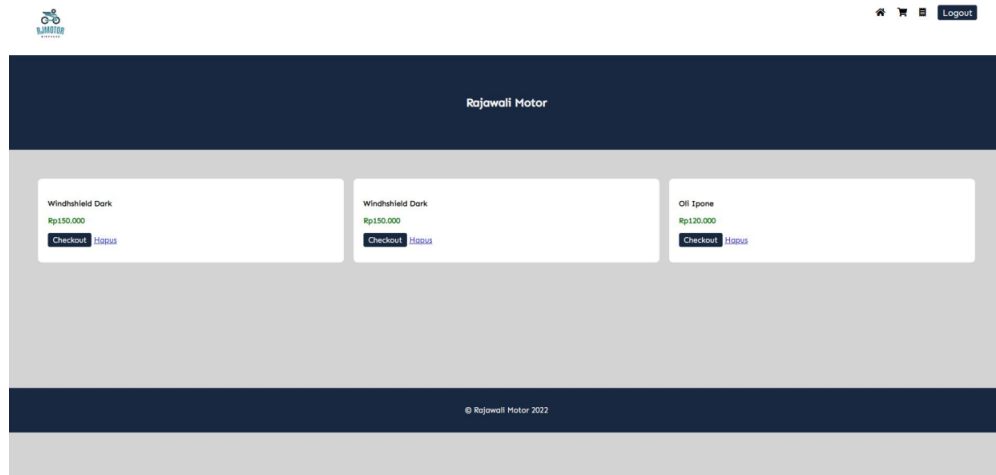 RJMOTOR
Logout
Rajawali Motor
Windhshield Dark
Rp150.000
Checkout Hapus
Windhshield Dark
Rp150.000
Checkout Hapus
Oli Ipone
Rp120.000
Checkout Hapus
© Rajawali Motor 2022